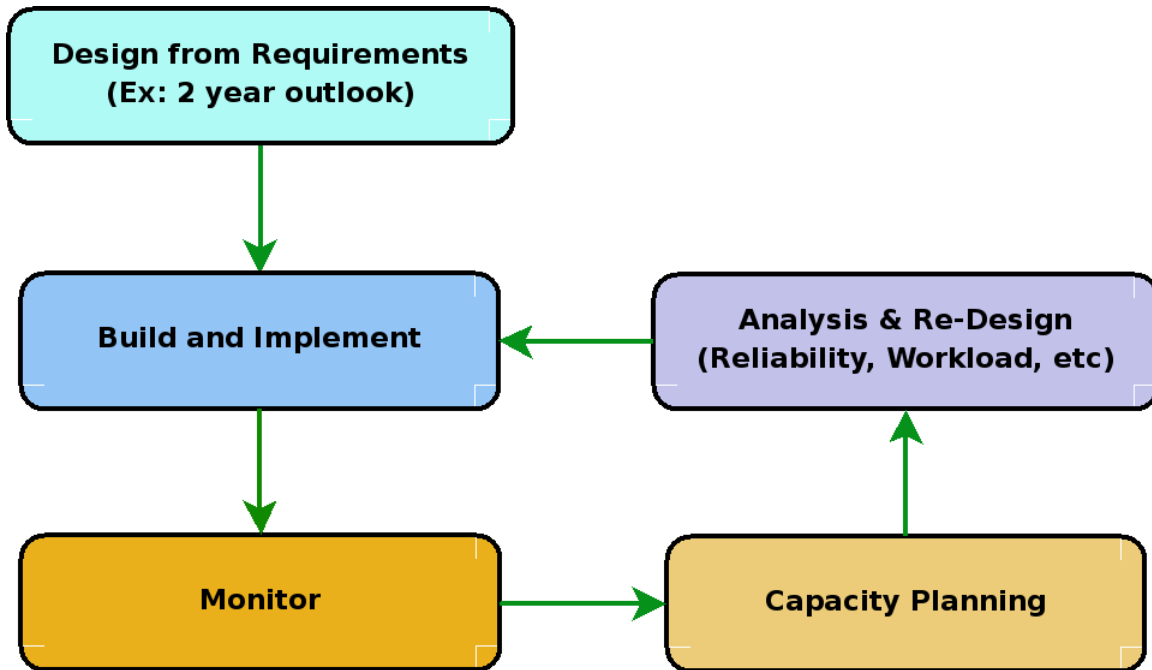 Design from Requirements
(Ex: 2 year outlook)
Build and Implement
Analysis & Re-Design
(Reliability, Workload, etc)
Monitor
Capacity Planning